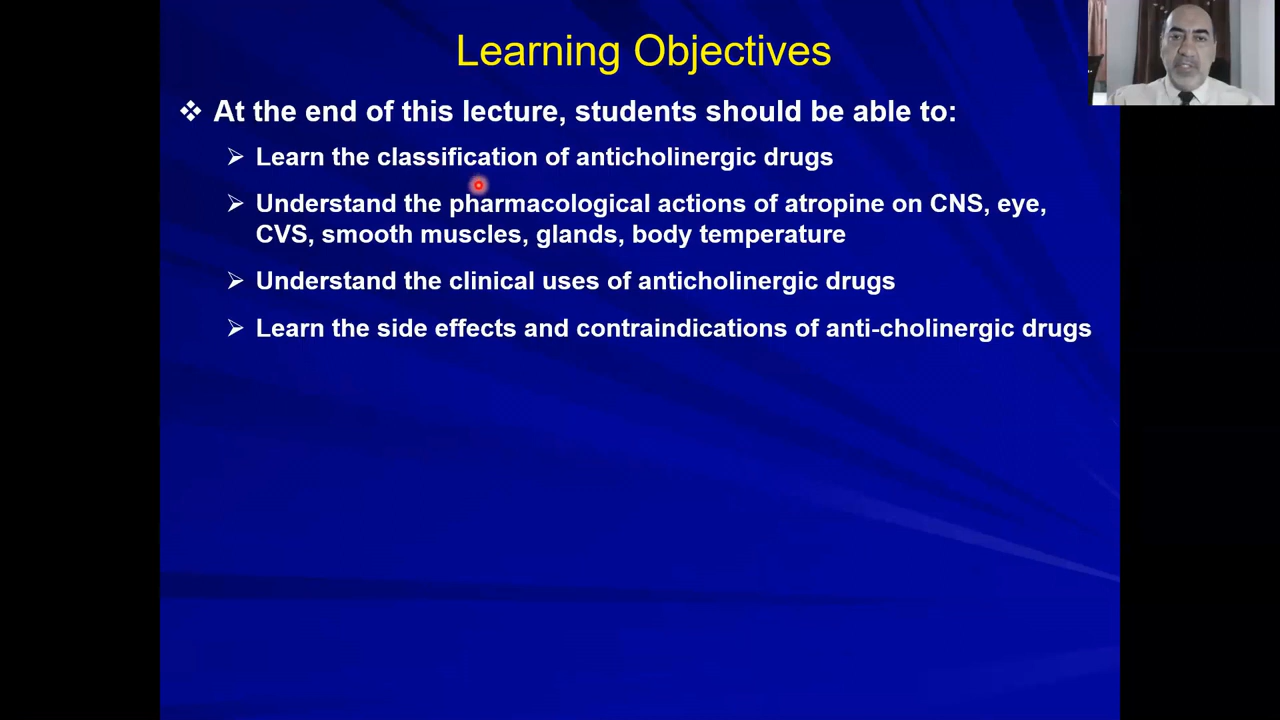 Learning Objectives
❖ At the end of this lecture, students should be able to:
➢ Learn the classification of anticholinergic drugs
➢ Understand the pharmacological actions of atropine on CNS, eye,
CVS, smooth muscles, glands, body temperature
➢ Understand the clinical uses of anticholinergic drugs
➢ Learn the side effects and contraindications of anti-cholinergic drugs